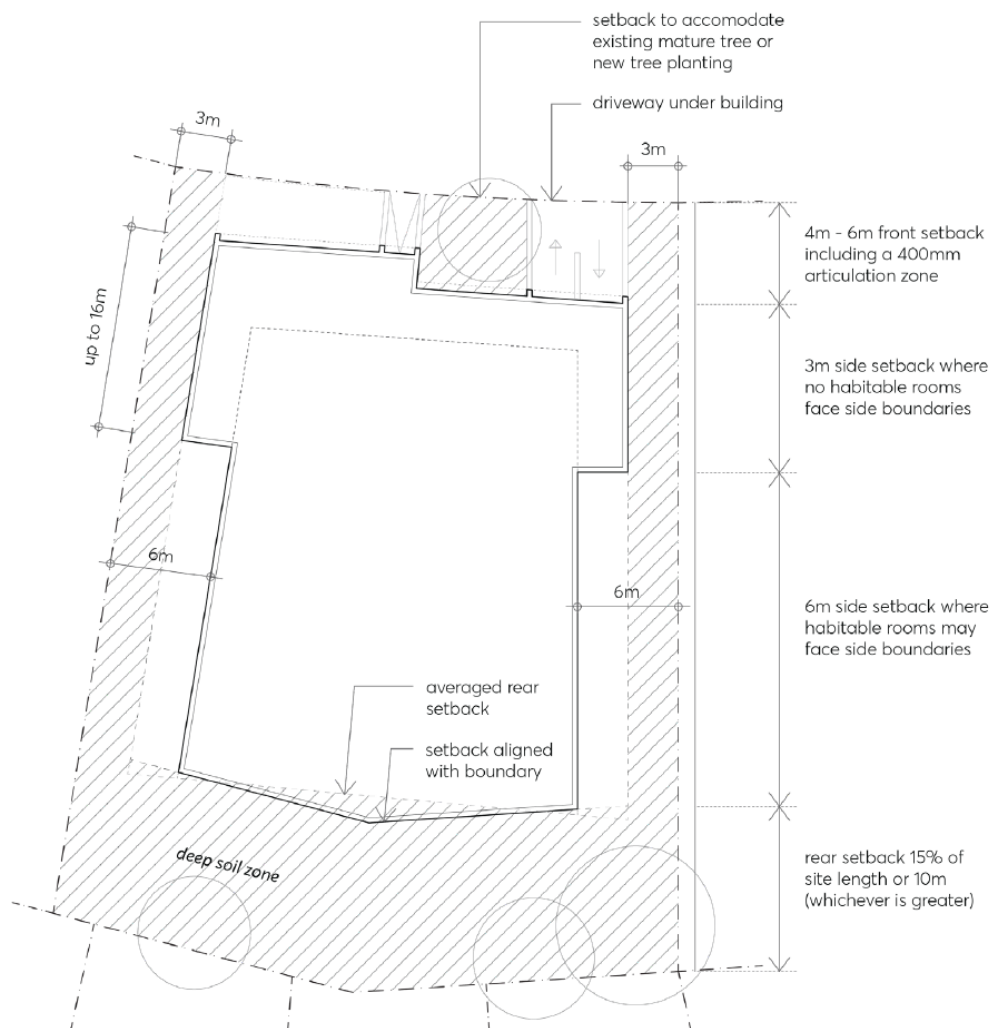 setback to accomodate
existing mature tree or
new tree planting
driveway under building
3m
3m
4m - 6m front setback
including a 400mm
articulation zone
up to 16m
3m side setback where
no habitable rooms
face side boundaries
6m
6m
6m side setback where
habitable rooms may
face side boundaries
averaged rear
setback
setback aligned
with boundary
deep soil zone
rear setback 15% of
site length or 10m
(whichever is greater)